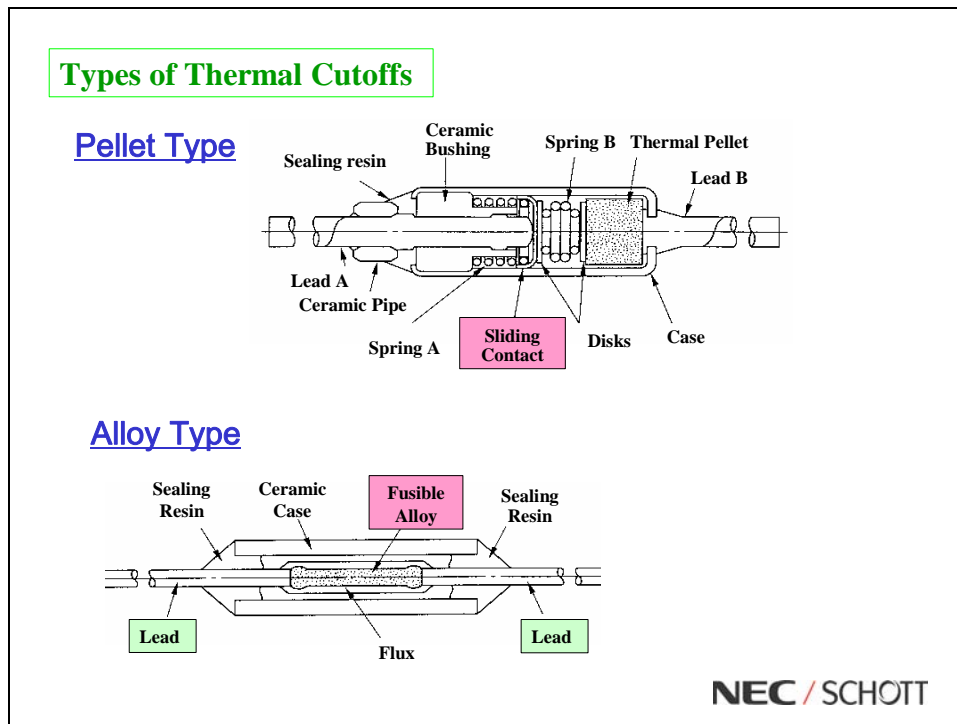 Types of Thermal Cutoffs
Pellet Type
Ceramic
Bushing
Spring B
Thermal Pellet
Sealing resin
Lead B
Lead A
Ceramic Pipe
Spring A
Sliding
Contact
Disks
Case
Alloy Type
Sealing
Resin
Ceramic
Case
Fusible
Alloy
Sealing
Resin
Lead
Flux
Lead
NEC / SCHOTT